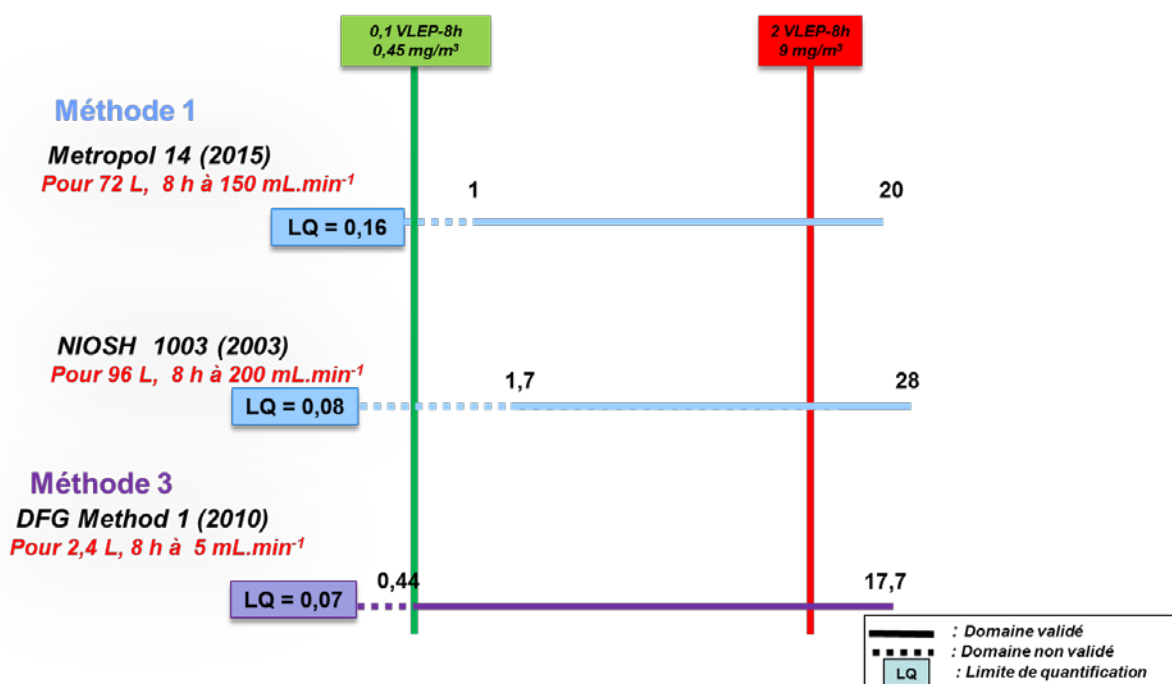 0,1 VLEP-8h
0,45 mg/m³
2 VLEP-8h
9 mg/m³
Méthode 1
Metropol 14 (2015)
Pour 72 L, 8 h à 150 mL.min⁻¹
1
20
LQ = 0,16
NIOSH 1003 (2003)
Pour 96 L, 8 h à 200 mL.min⁻¹
1,7
28
LQ = 0,08
Méthode 3
DFG Method 1 (2010)
Pour 2,4 L, 8 h à 5 mL.min⁻¹
0,44
17,7
LQ = 0,07
: Domaine validé
: Domaine non validé
LQ : Limite de quantification